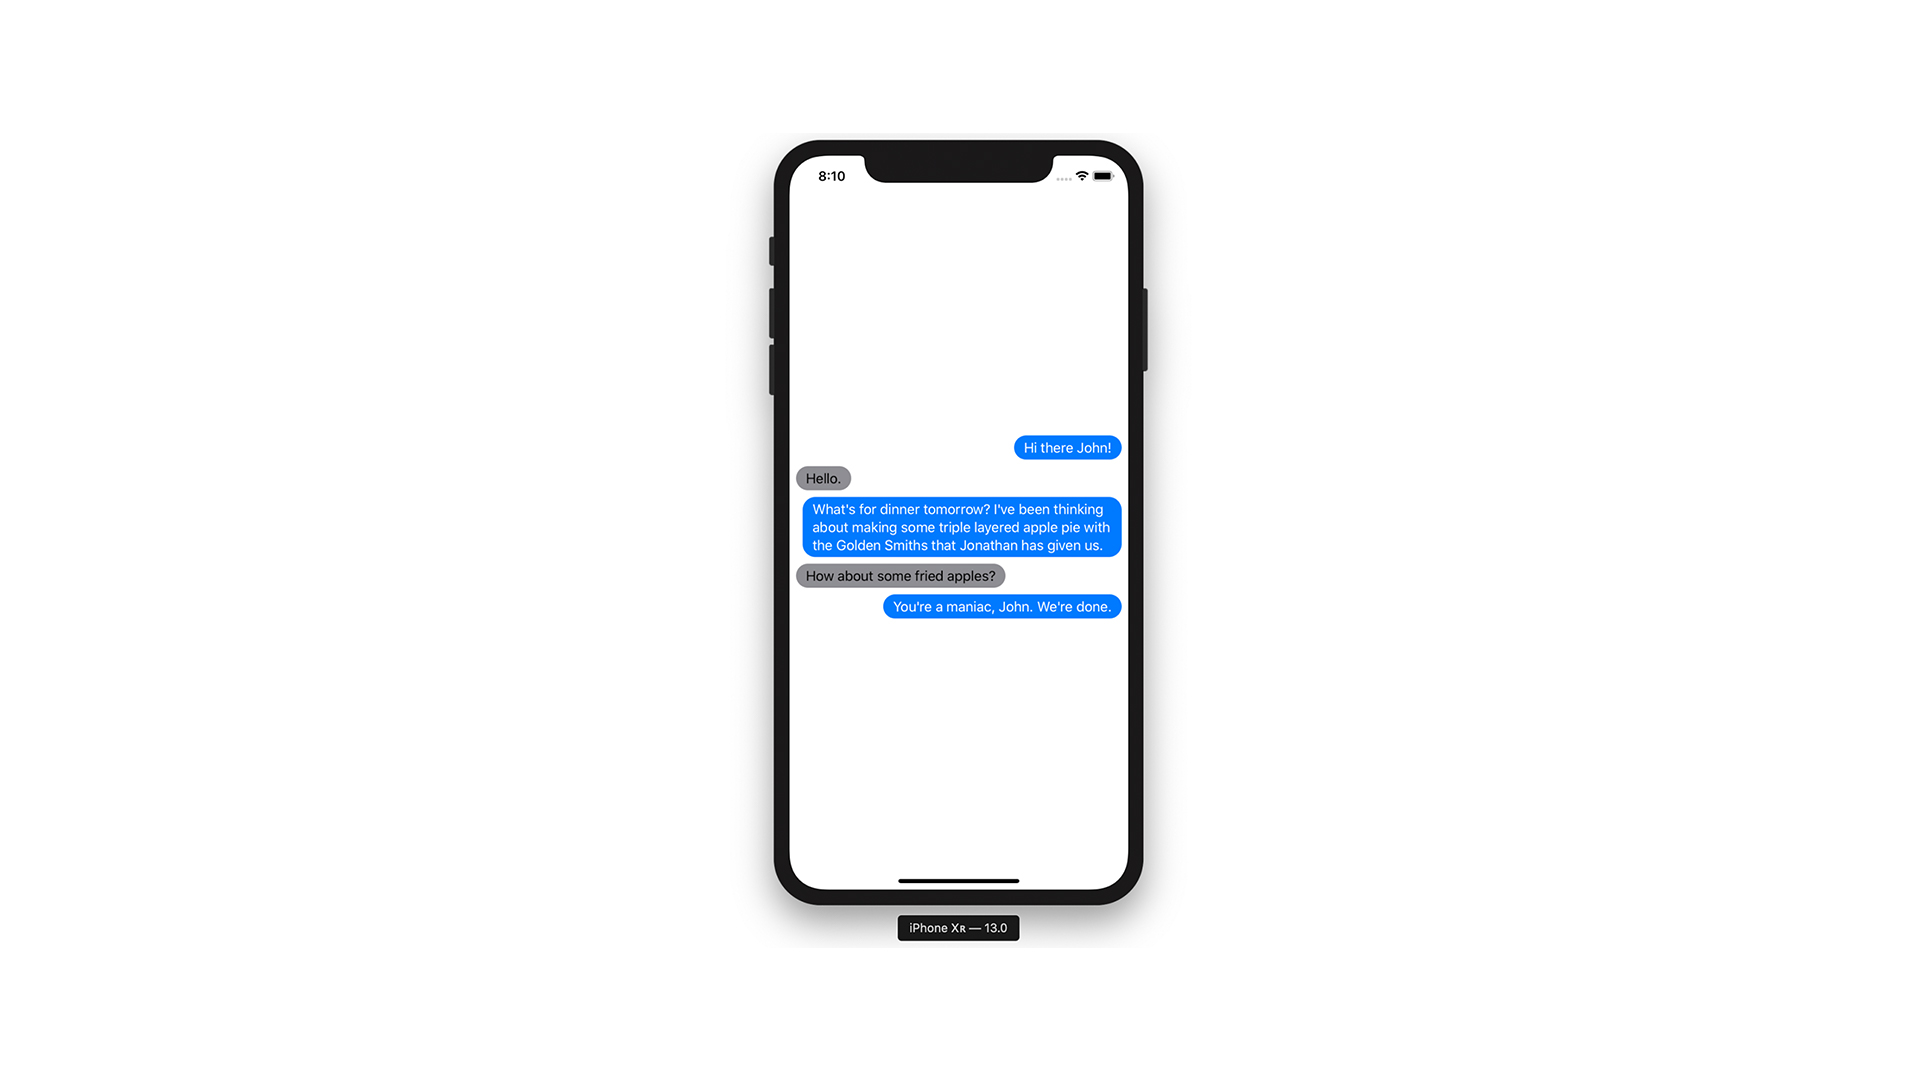 8:10
Hi there John!
Hello.
What's for dinner tomorrow? I've been thinking
about making some triple layered apple pie with
the Golden Smiths that Jonathan has given us.
How about some fried apples?
You're a maniac, John. We're done.
iPhone Xʀ — 13.0